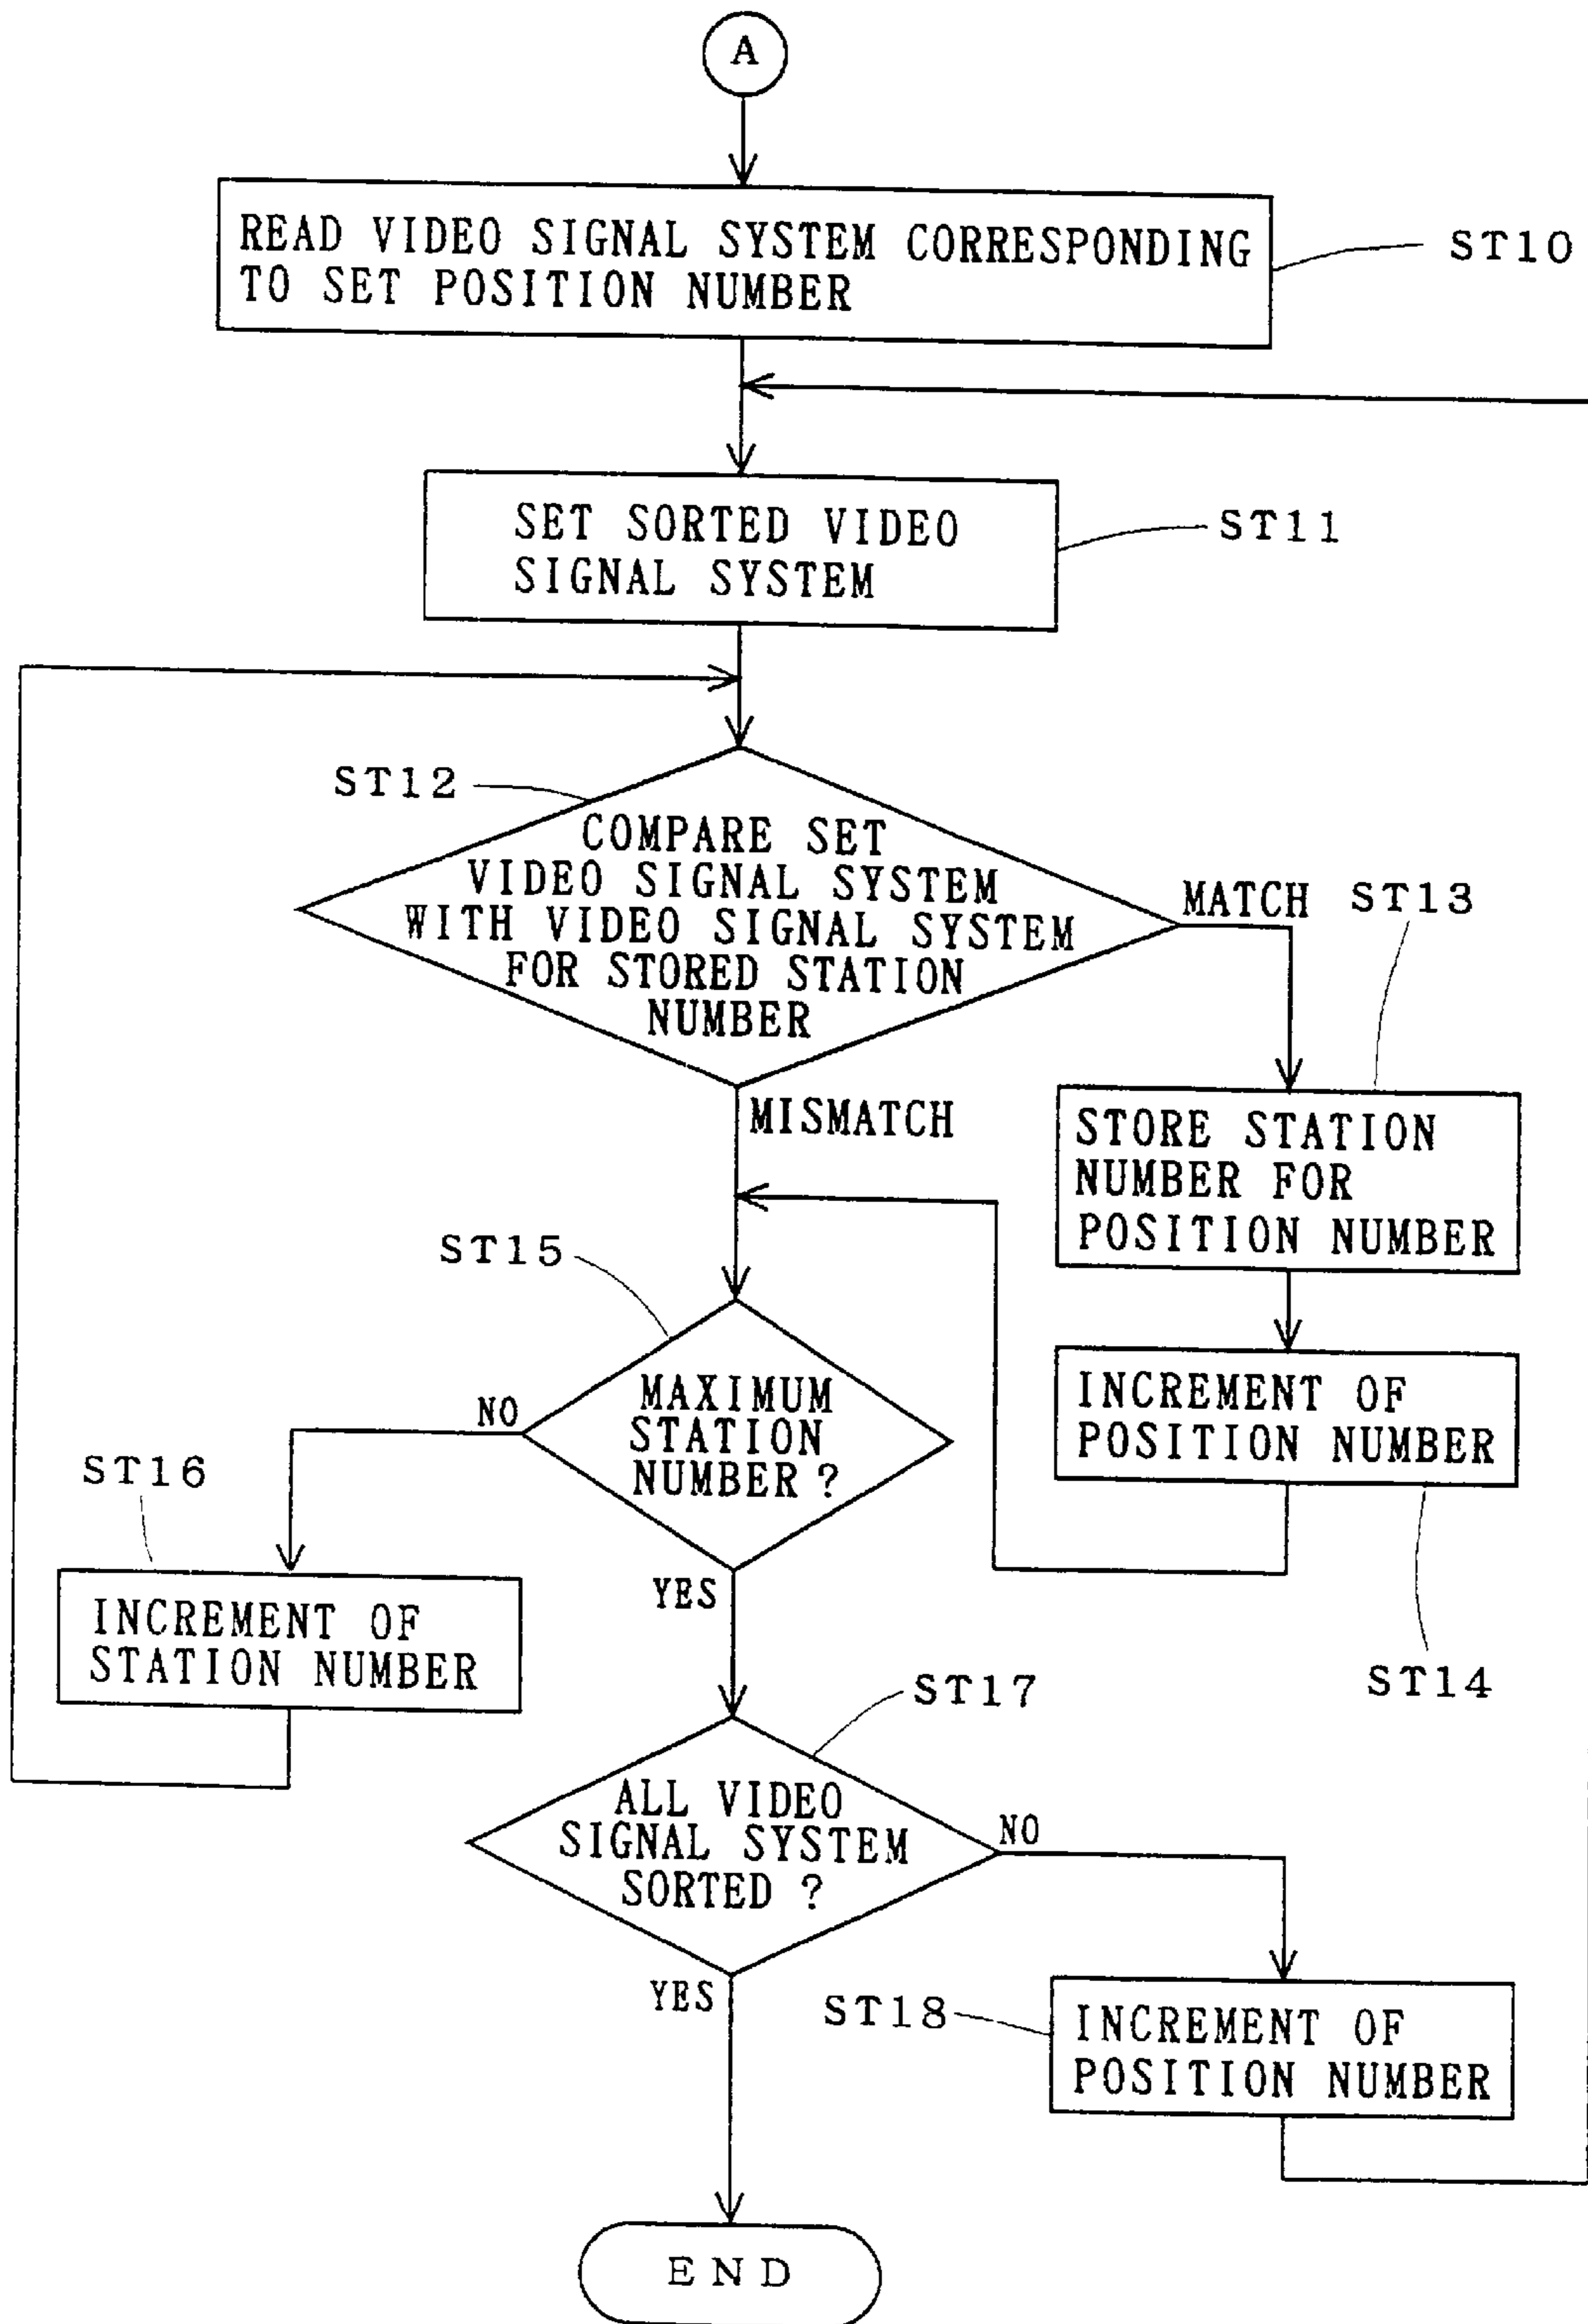 A
READ VIDEO SIGNAL SYSTEM CORRESPONDING
TO SET POSITION NUMBER
ST10
SET SORTED VIDEO
SIGNAL SYSTEM
ST11
ST12
COMPARE SET
VIDEO SIGNAL SYSTEM
WITH VIDEO SIGNAL SYSTEM
FOR STORED STATION
NUMBER
MATCH
ST13
MISMATCH
STORE STATION
NUMBER FOR
POSITION NUMBER
ST15
MAXIMUM
STATION
NUMBER ?
NO
INCREMENT OF
POSITION NUMBER
ST14
ST16
INCREMENT OF
STATION NUMBER
YES
ST17
ALL VIDEO
SIGNAL SYSTEM
SORTED ?
NO
YES
ST18
INCREMENT OF
POSITION NUMBER
END